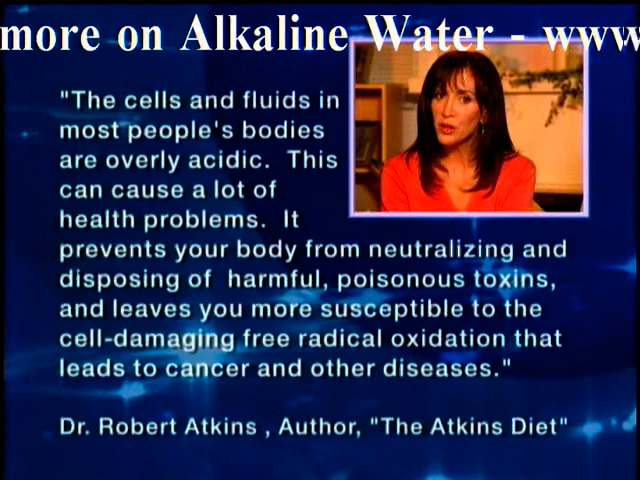 more on Alkaline Water - www
"The cells and fluids in
most people's bodies
are overly acidic. This
can cause a lot of
health problems. It
prevents your body from neutralizing and
disposing of harmful, poisonous toxins,
and leaves you more susceptible to the
cell-damaging free radical oxidation that
leads to cancer and other diseases."
Dr. Robert Atkins , Author, "The Atkins Diet"